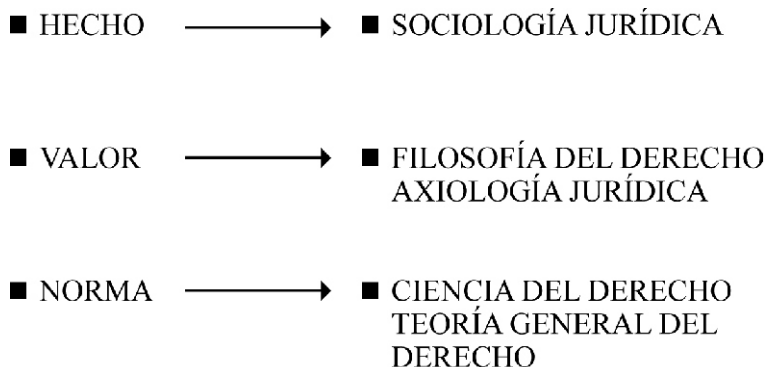 ■ HECHO → ■ SOCIOLOGÍA JURÍDICA
■ VALOR → ■ FILOSOFÍA DEL DERECHO
AXIOLOGÍA JURÍDICA
■ NORMA → ■ CIENCIA DEL DERECHO
TEORÍA GENERAL DEL
DERECHO